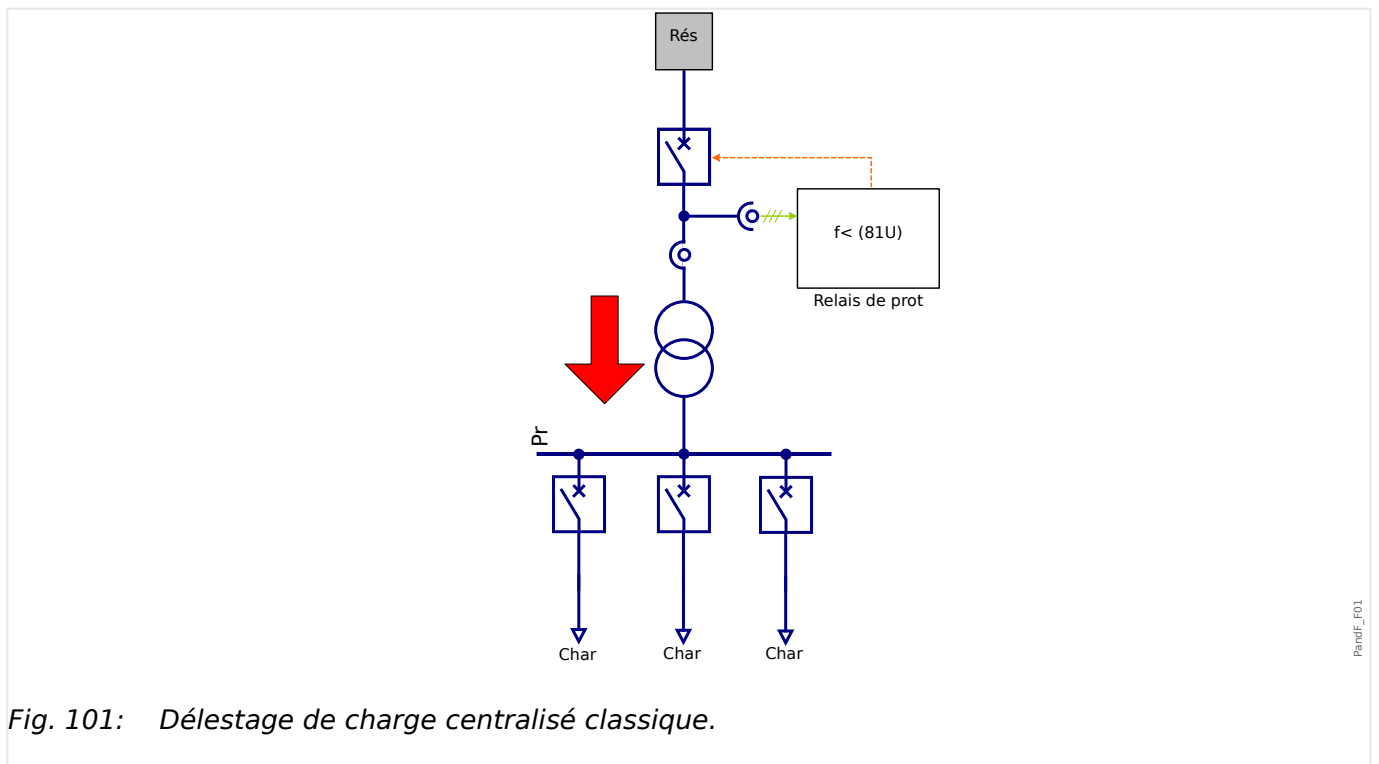 Rés
f< (81U)
Relais de prot
Pr
Char
Char
Char
PandF_F01
Fig. 101: Délestage de charge centralisé classique.